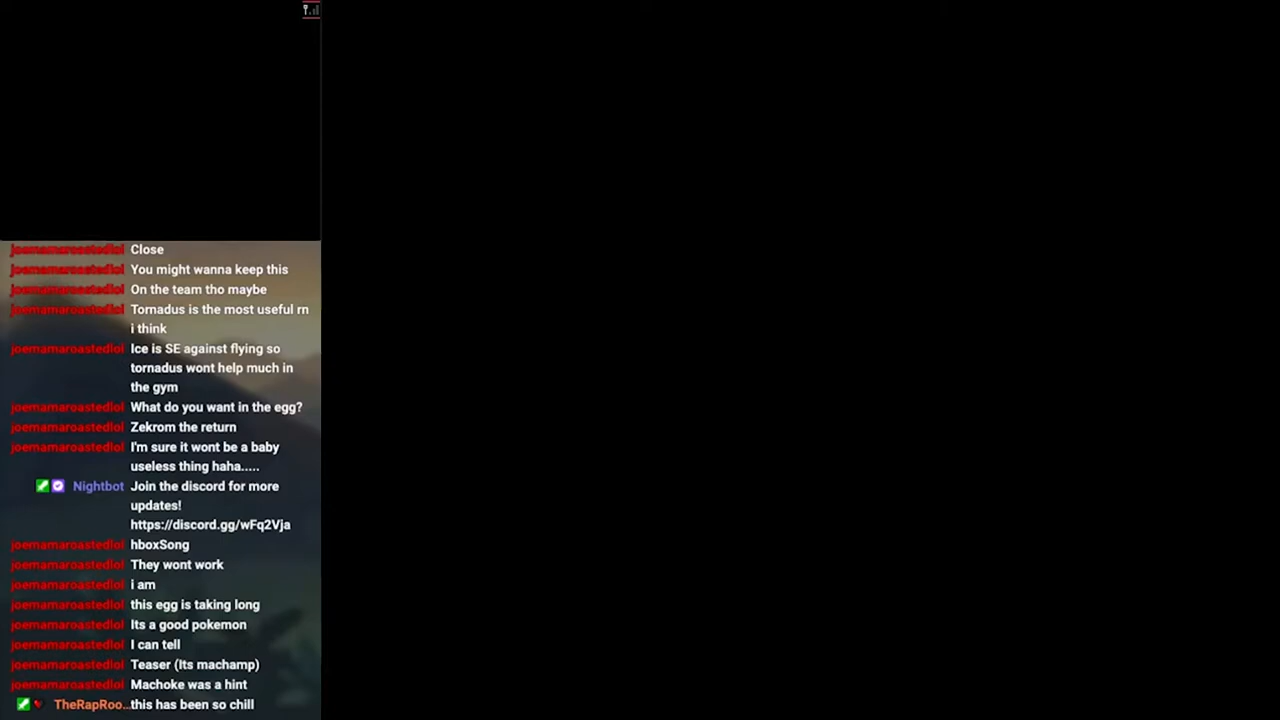 joemamaroastedlol Close
joemamaroastedlol You might wanna keep this
joemamaroastedlol On the team tho maybe
joemamaroastedlol Tornadus is the most useful rn
i think
joemamaroastedlol Ice is SE against flying so
tornadus wont help much in
the gym
joemamaroastedlol What do you want in the egg?
joemamaroastedlol Zekrom the return
joemamaroastedlol I'm sure it wont be a baby
useless thing haha.....
Nightbot Join the discord for more
updates!
https://discord.gg/wFq2Vja
joemamaroastedlol hboxSong
joemamaroastedlol They wont work
joemamaroastedlol i am
joemamaroastedlol this egg is taking long
joemamaroastedlol Its a good pokemon
joemamaroastedlol I can tell
joemamaroastedlol Teaser (Its machamp)
joemamaroastedlol Machoke was a hint
TheRapRoo... this has been so chill